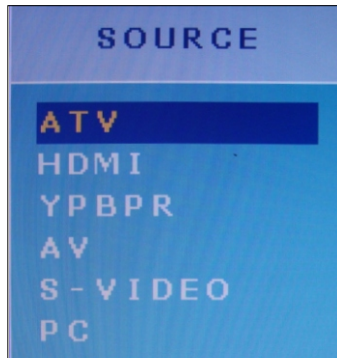 SOURCE
ATV
HDMI
YPBPR
AV
S-VIDEO
PC